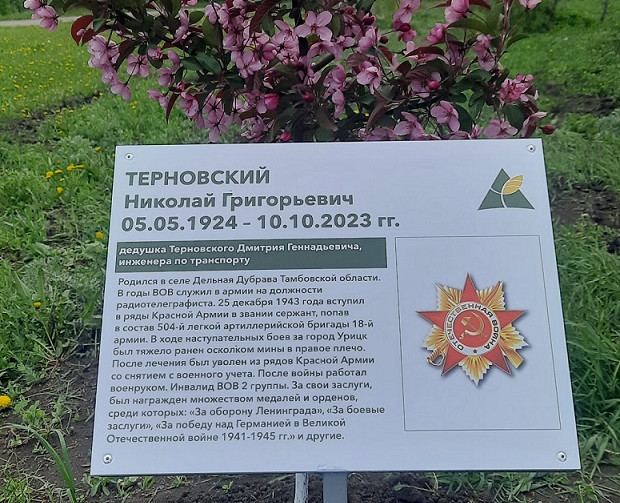 ТЕРНОВСКИЙ
Николай Григорьевич
05.05.1924 – 10.10.2023 гг.
дедушка Терновского Дмитрия Геннадьевича,
инженера по транспорту
Родился в селе Дельная Дубрава Тамбовской области.
В годы ВОВ служил в армии на должности
радиотелеграфиста. 25 декабря 1943 года вступил
в ряды Красной Армии в звании сержант, попав
в состав 504-й легкой артиллерийской бригады 18-й
армии. В ходе наступательных боев за город Урицк
был тяжело ранен осколком мины в правое плечо.
После лечения был уволен из рядов Красной Армии
со снятием с военного учета. После войны работал
военруком. Инвалид ВОВ 2 группы. За свои заслуги,
был награжден множеством медалей и орденов,
среди которых: «За оборону Ленинграда», «За боевые
заслуги», «За победу над Германией в Великой
Отечественной войне 1941-1945 гг.» и другие.
ОТЕЧЕСТВЕННАЯ ВОЙНА